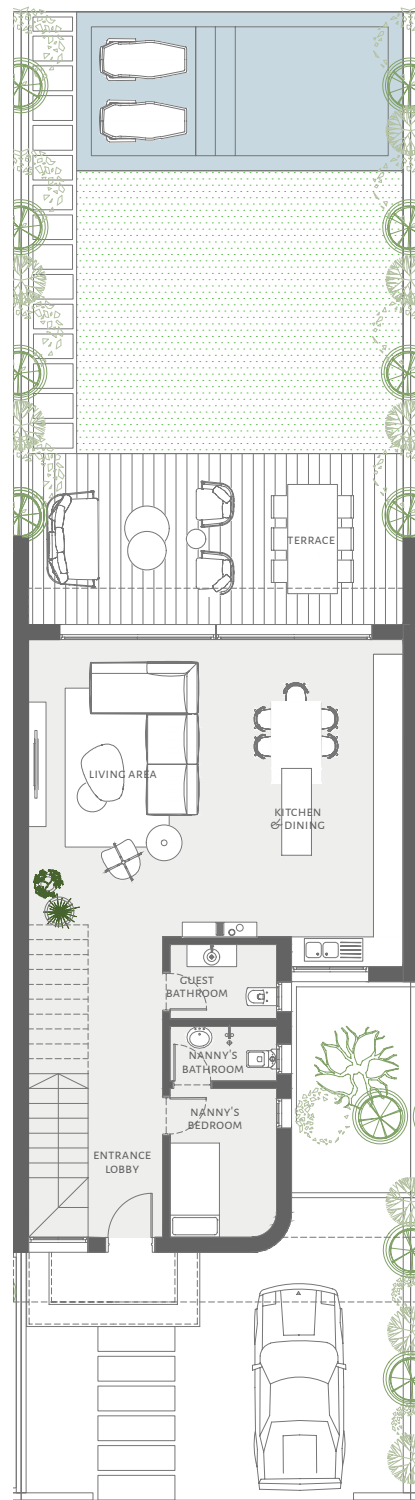 TERRACE
LIVING AREA
KITCHEN
& DINING
GUEST
BATHROOM
NANNY'S
BATHROOM
NANNY'S
BEDROOM
ENTRANCE
LOBBY